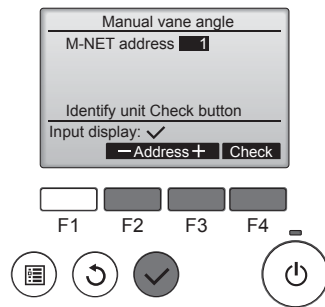 Manual vane angle
M-NET address 1
Identify unit Check button
Input display: ✓
− Address + Check
F1 F2 F3 F4